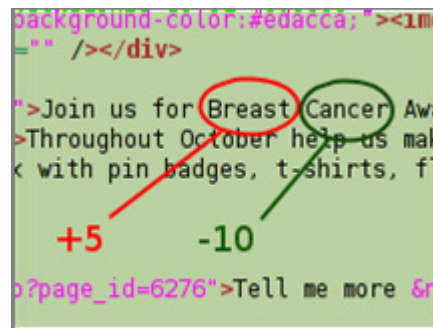 background-color:#edacca;"><im
="" /></div>
">Join us for Breast Cancer Awa
>Throughout October help us mak
x with pin badges, t-shirts, fl
+5
-10
p?page_id=6276">Tell me more &n